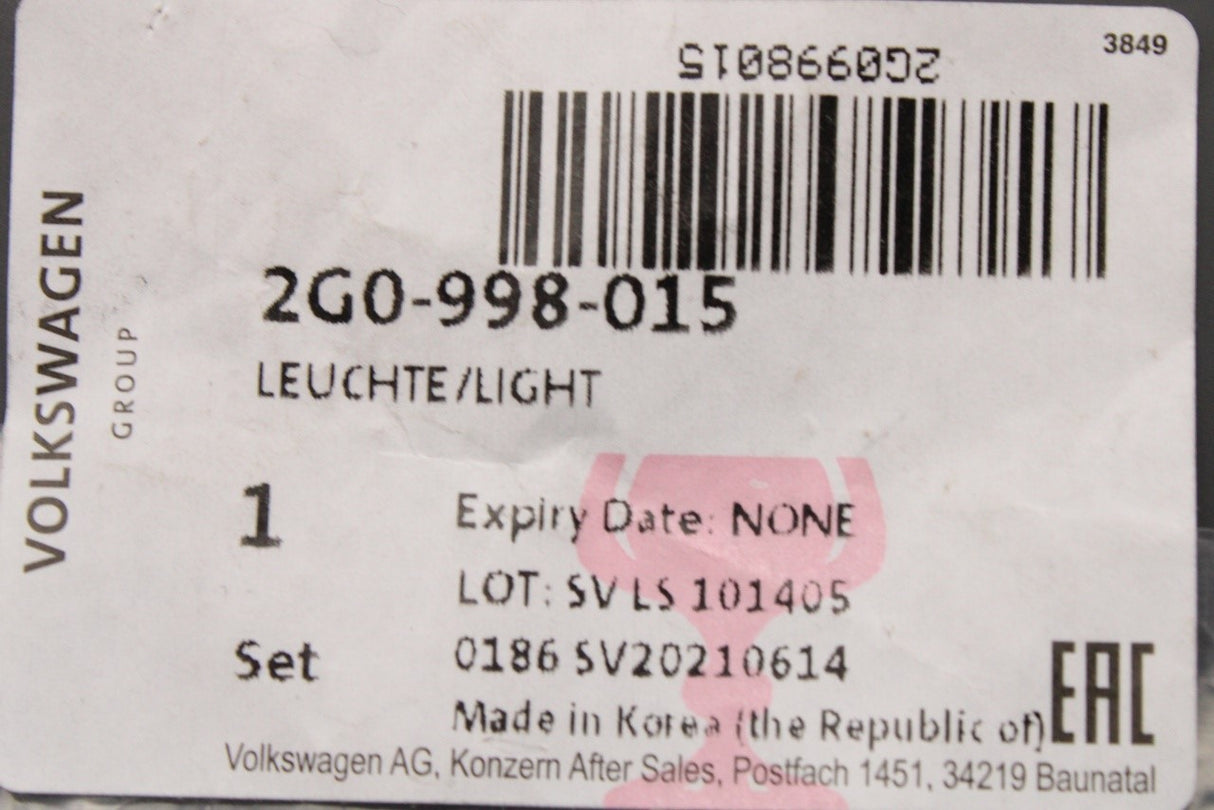 3849
2G0998015
2G0-998-015
LEUCHTE/LIGHT
VOLKSWAGEN
GROUP
1
Expiry Date: NONE
LOT: SV LS 101405
Set
0186 SV20210614
Made in Korea (the Republic of)
EAC
Volkswagen AG, Konzern After Sales, Postfach 1451, 34219 Baunatal